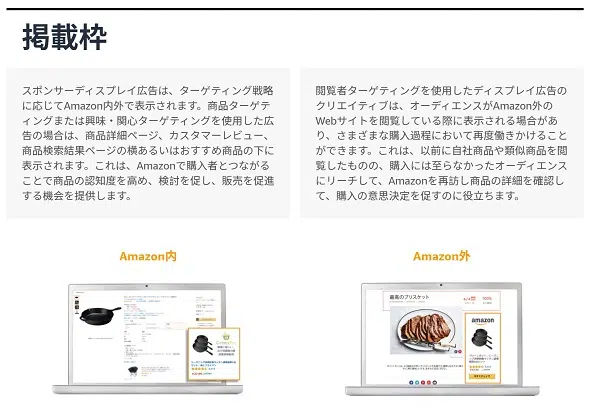 掲載枠
スポンサーディスプレイ広告は、ターゲティング戦略
に応じてAmazon内外で表示されます。商品ターゲテ
ィングまたは興味・関心ターゲティングを使用した広
告の場合は、商品詳細ページ、カスタマーレビュー、
商品検索結果ページの横あるいはおすすめ商品の下に
表示されます。これは、Amazonで購入者とつながる
ことで商品の認知度を高め、検討を促し、販売を促進
する機会を提供します。
閲覧者ターゲティングを使用したディスプレイ広告の
クリエイティブは、オーディエンスがAmazon外の
Webサイトを閲覧している際に表示される場合があ
り、さまざまな購入過程において再度働きかけること
ができます。これは、以前に自社商品や類似商品を閲
覧したものの、購入には至らなかったオーディエンス
にリーチして、Amazonを再訪し商品の詳細を確認し
て、購入の意思決定を促すのに役立ちます。
Amazon内
Amazon外
最高のブリスケット
amazon